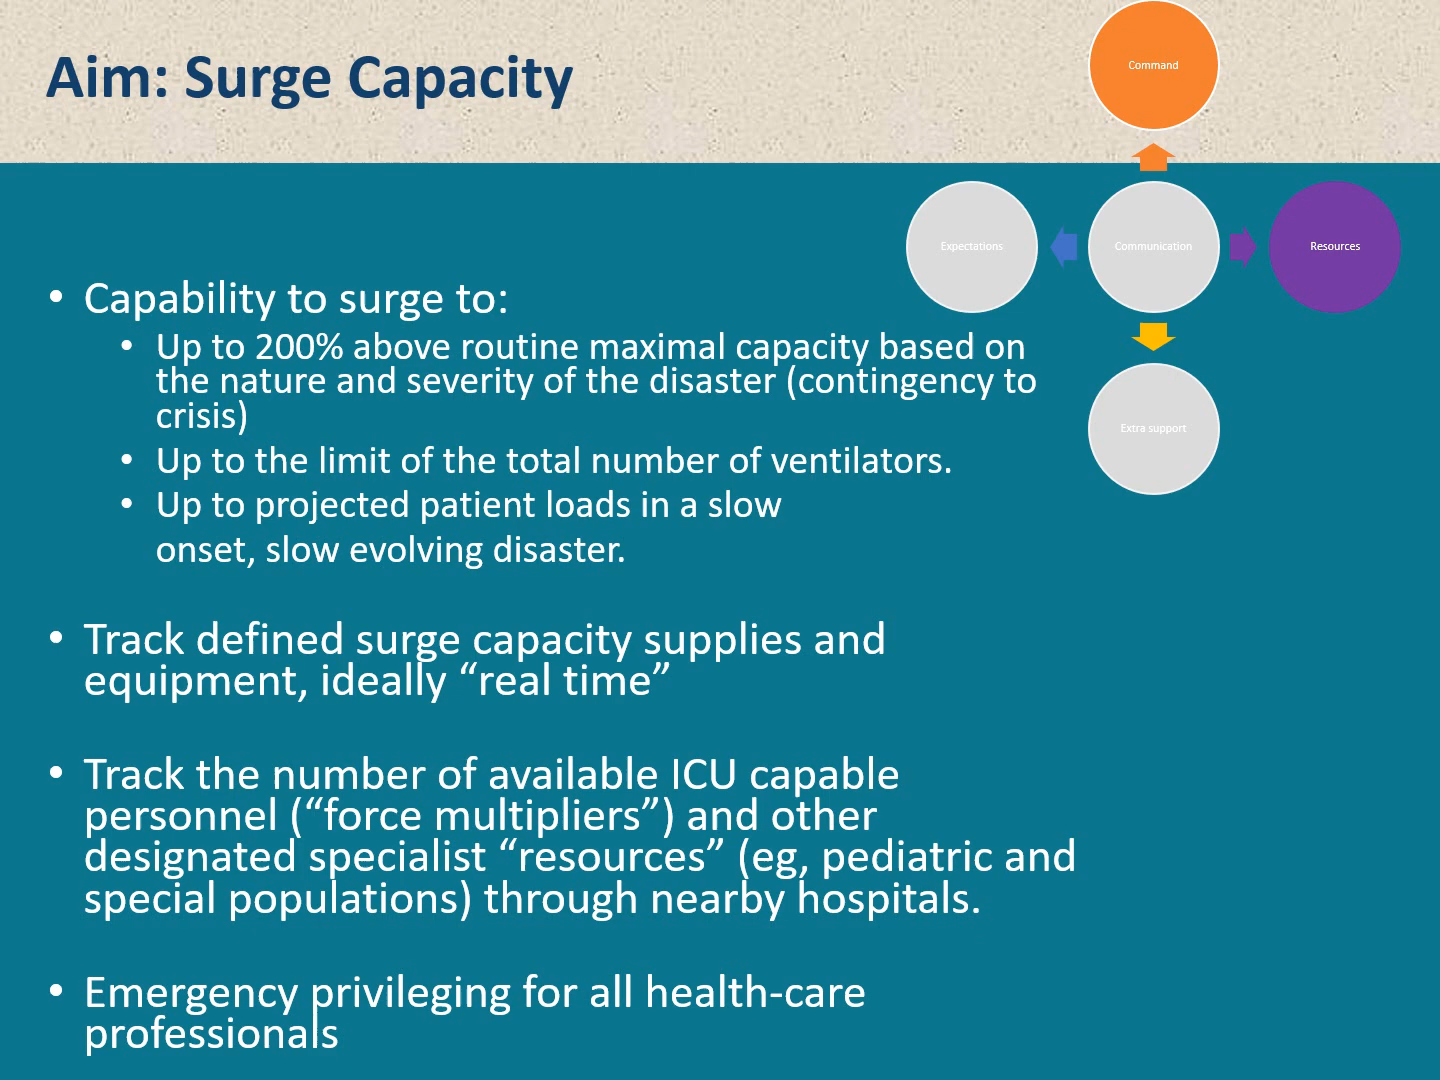 Aim: Surge Capacity
Command
Expectations
Communication
Resources
Extra support
• Capability to surge to:
• Up to 200% above routine maximal capacity based on
the nature and severity of the disaster (contingency to
crisis)
• Up to the limit of the total number of ventilators.
• Up to projected patient loads in a slow
onset, slow evolving disaster.
• Track defined surge capacity supplies and
equipment, ideally “real time”
• Track the number of available ICU capable
personnel (“force multipliers”) and other
designated specialist “resources” (eg, pediatric and
special populations) through nearby hospitals.
• Emergency privileging for all health-care
professionals